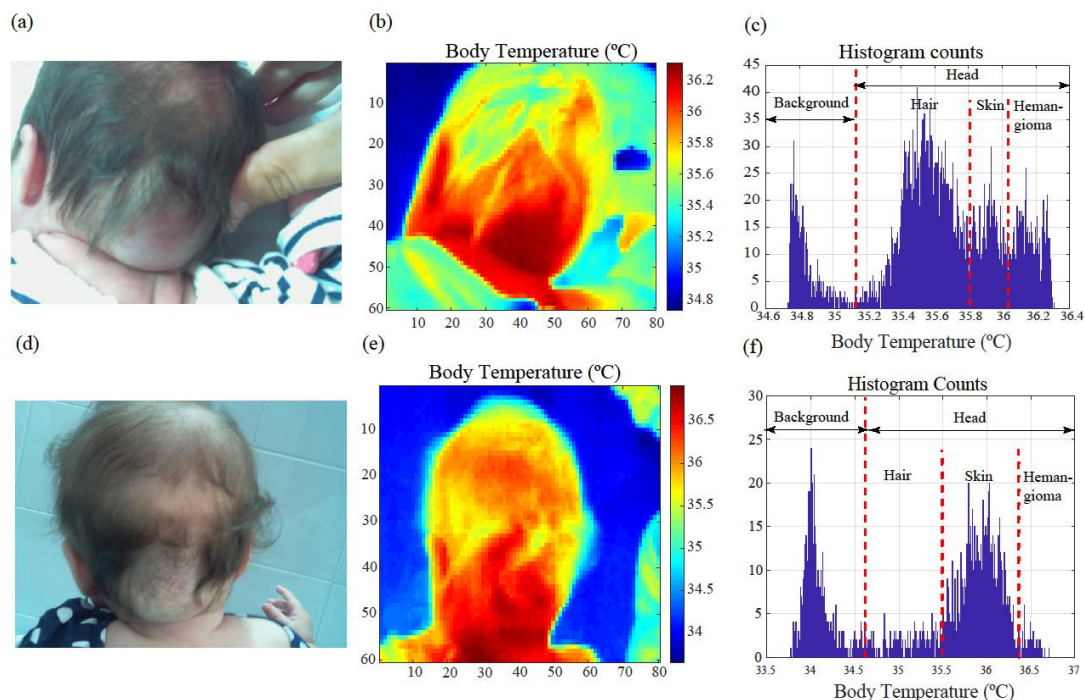 (a)
(b)
(c)
Body Temperature (ºC)
10
20
30
40
50
60
10 20 30 40 50 60 70 80
36.2
36
35.8
35.6
35.4
35.2
35
34.8
Histogram counts
Head
Background
Hair
Skin
Heman-
gioma
45
40
35
30
25
20
15
10
5
0
34.6 34.8 35 35.2 35.4 35.6 35.8 36 36.2 36.4
Body Temperature (ºC)
(d)
(e)
(f)
Body Temperature (ºC)
10
20
30
40
50
60
10 20 30 40 50 60 70 80
36.5
36
35.5
35
34.5
34
Histogram Counts
Background
Head
Hair
Skin
Heman-
gioma
30
25
20
15
10
5
0
33.5 34 34.5 35 35.5 36 36.5 37
Body Temperature (ºC)